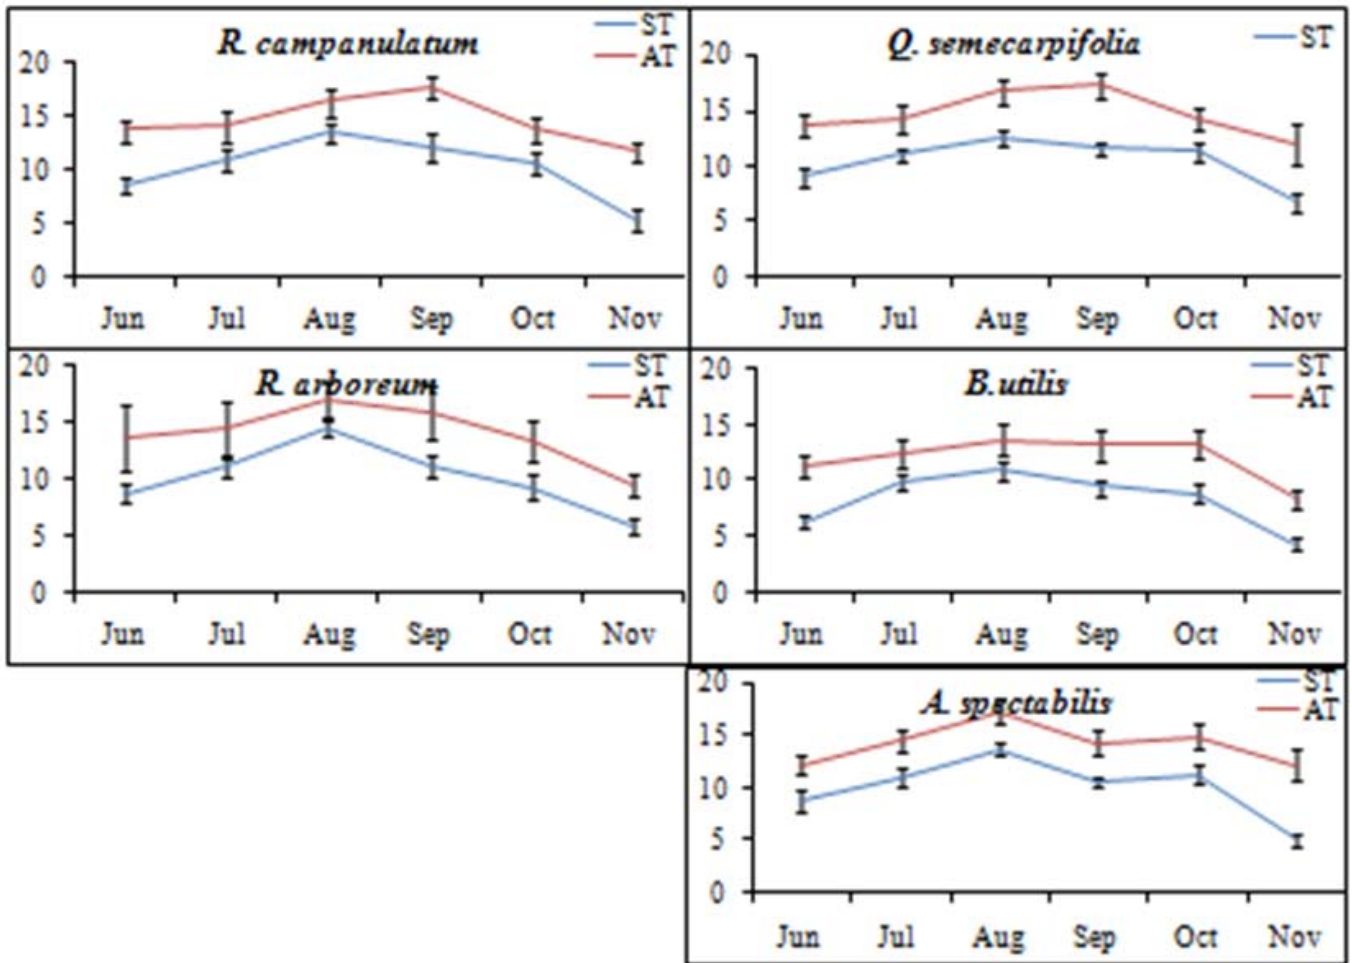 R. campanulatum
ST
AT
20
15
10
5
0
Jun Jul Aug Sep Oct Nov
Q. semecarpifolia
ST
20
15
10
5
0
Jun Jul Aug Sep Oct Nov
R. arboreum
ST
AT
20
15
10
5
0
Jun Jul Aug Sep Oct Nov
B.utilis
ST
AT
20
15
10
5
0
Jun Jul Aug Sep Oct Nov
A. spectabilis
ST
AT
20
15
10
5
0
Jun Jul Aug Sep Oct Nov